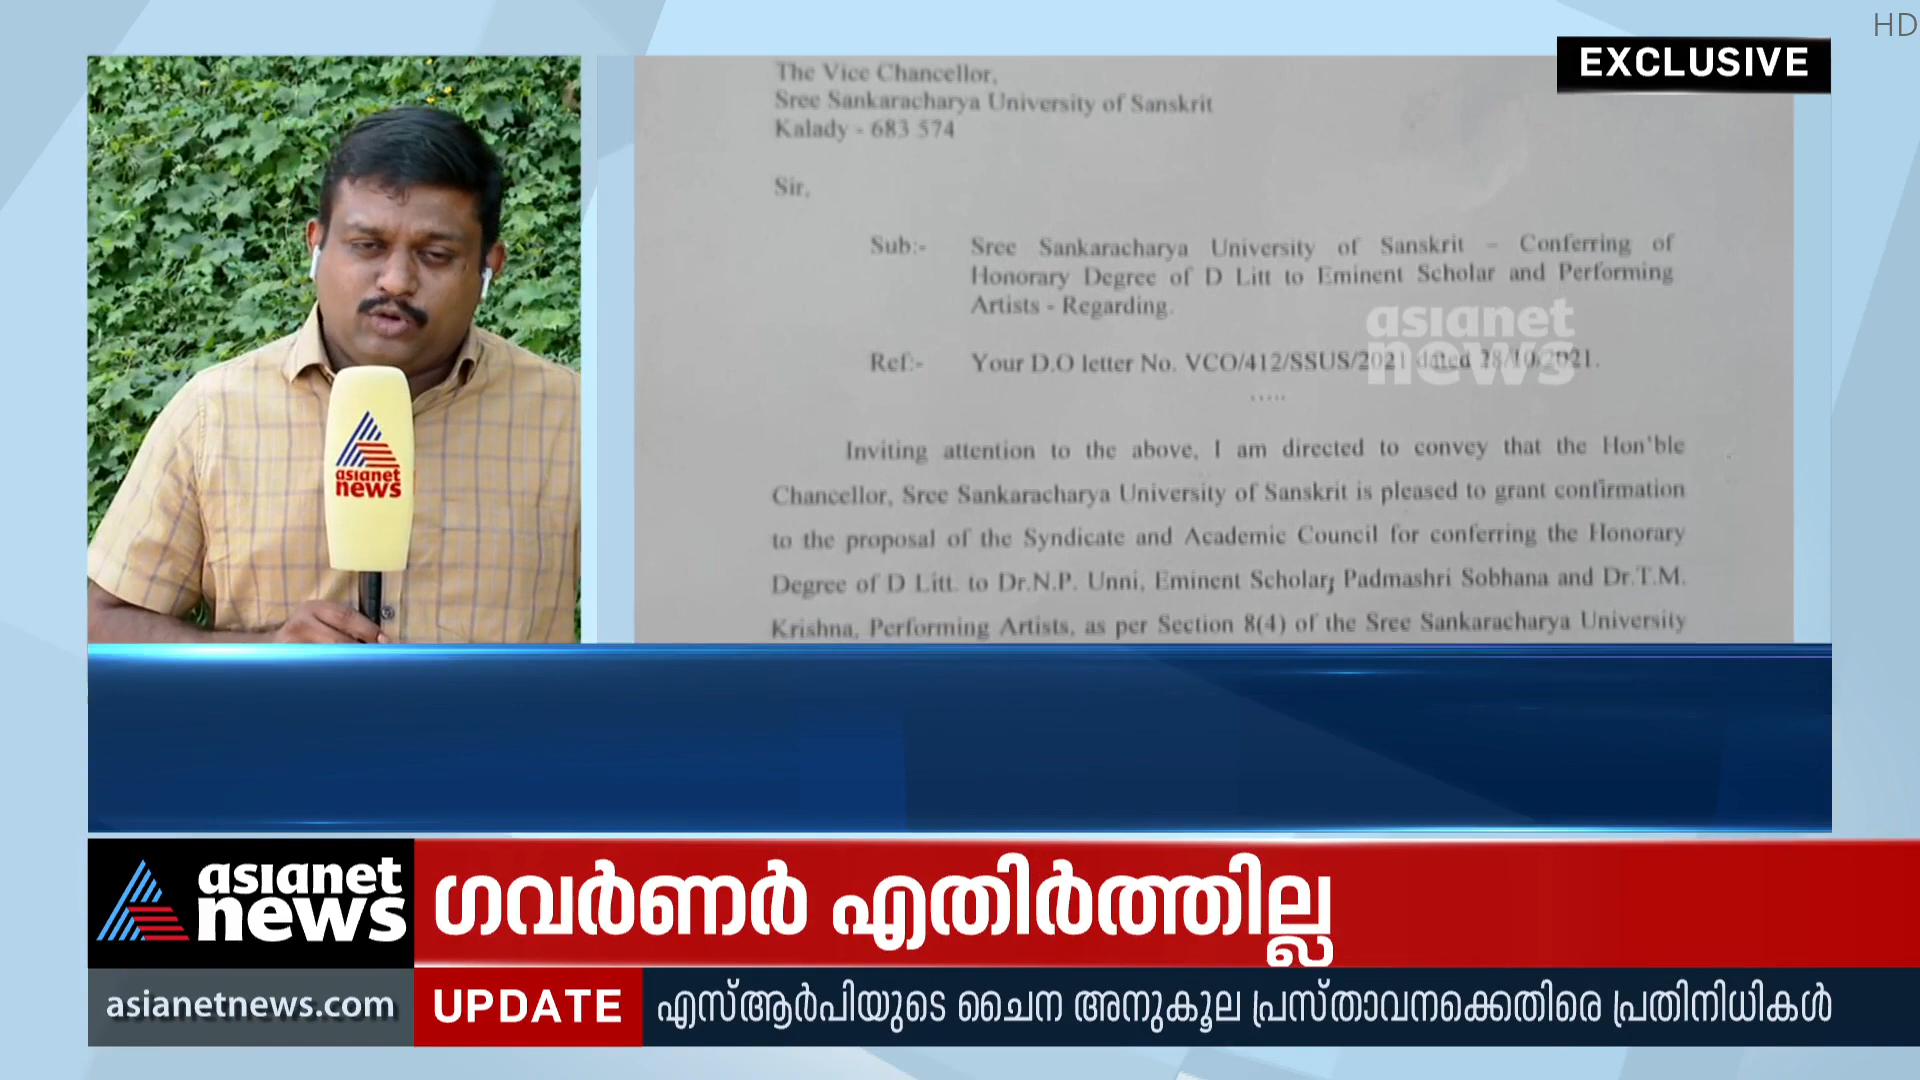 HD
EXCLUSIVE
The Vice Chancellor,
Sree Sankaracharya University of Sanskrit
Kalady - 683 574
Sir,
Sub:- Sree Sankaracharya University of Sanskrit – Conferring of
Honorary Degree of D Litt to Eminent Scholar and Performing
Artists - Regarding.
Ref:- Your D.O letter No. VCO/412/SSUS/2021 dated 28/10/2021.
.....
Inviting attention to the above, I am directed to convey that the Hon'ble
Chancellor, Sree Sankaracharya University of Sanskrit is pleased to grant confirmation
to the proposal of the Syndicate and Academic Council for conferring the Honorary
Degree of D Litt. to Dr.N.P. Unni, Eminent Scholar; Padmashri Sobhana and Dr.T.M.
Krishna, Performing Artists, as per Section 8(4) of the Sree Sankaracharya University
asianet
news
asianet
news
asianet
news
ഗവർണർ എതിർത്തില്ല
asianetnews.com
UPDATE
എസ്ആർപിയുടെ ചൈന അനുകൂല പ്രസ്താവനക്കെതിരെ പ്രതിനിധികൾ